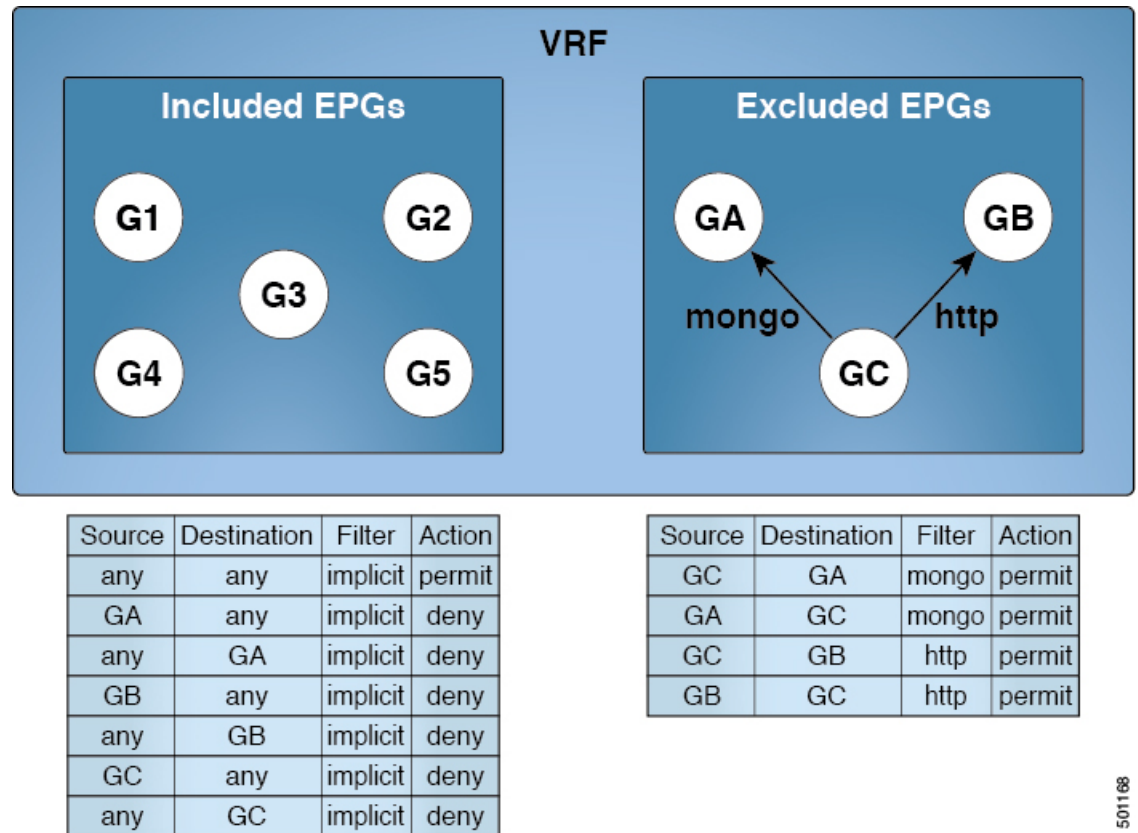 VRF
Included EPGs
G1
G2
G3
G4
G5
Excluded EPGs
GA
GB
mongo
http
GC
Source Destination Filter Action
any any implicit permit
GA any implicit deny
any GA implicit deny
GB any implicit deny
any GB implicit deny
GC any implicit deny
any GC implicit deny
Source Destination Filter Action
GC GA mongo permit
GA GC mongo permit
GC GB http permit
GB GC http permit
501168